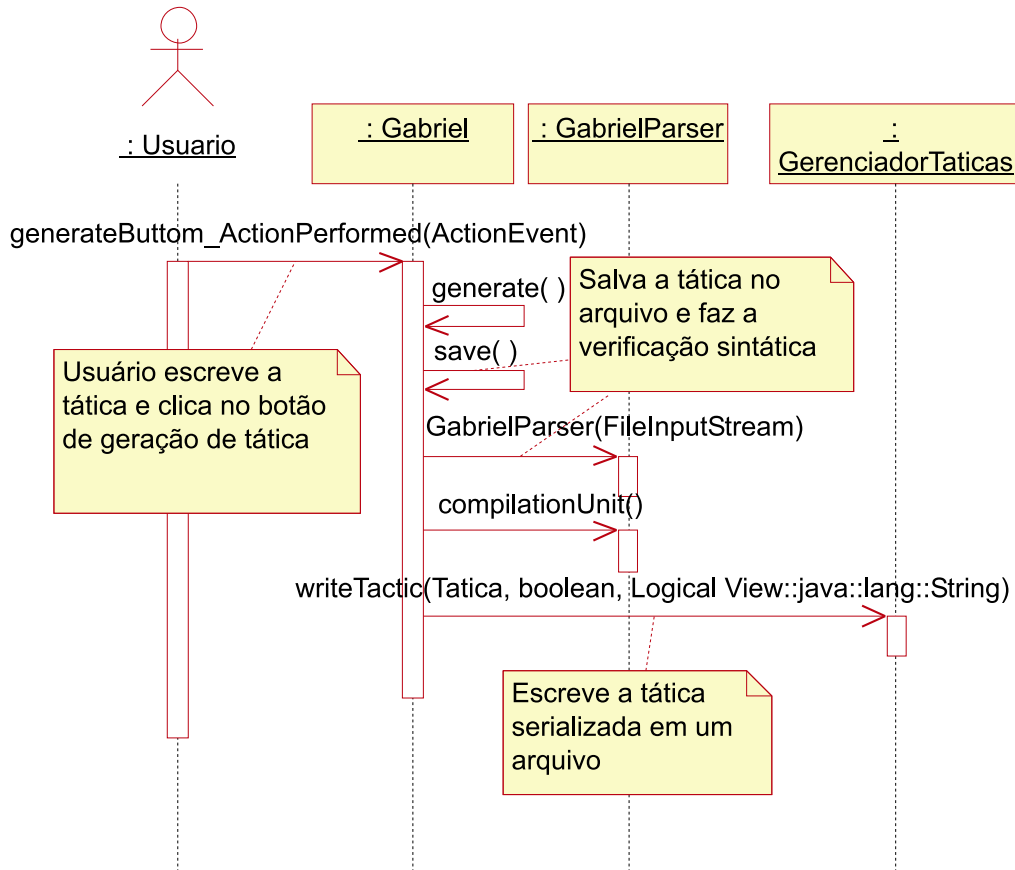 : Usuario
: Gabriel
: GabrielParser
:
GerenciadorTaticas
generateButtom_ActionPerformed(ActionEvent)
generate( )
Salva a tática no
arquivo e faz a
verificação sintática
save( )
Usuário escreve a
tática e clica no botão
de geração de tática
GabrielParser(FileInputStream)
compilationUnit()
writeTactic(Tatica, boolean, Logical View::java::lang::String)
Escreve a tática
serializada em um
arquivo